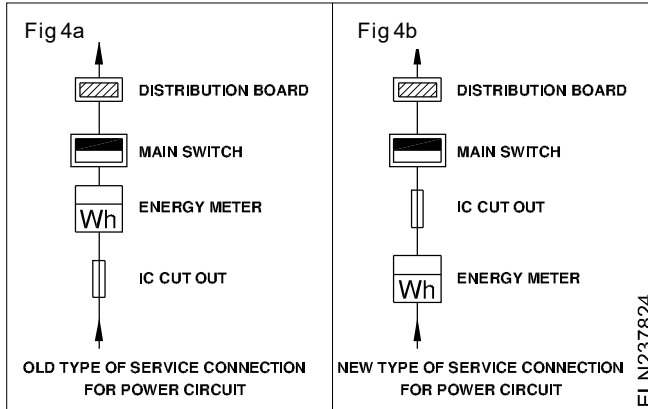 Fig 4a
DISTRIBUTION BOARD
MAIN SWITCH
Wh
ENERGY METER
IC CUT OUT
OLD TYPE OF SERVICE CONNECTION
FOR POWER CIRCUIT
Fig 4b
DISTRIBUTION BOARD
MAIN SWITCH
IC CUT OUT
Wh
ENERGY METER
NEW TYPE OF SERVICE CONNECTION
FOR POWER CIRCUIT
ELN237824